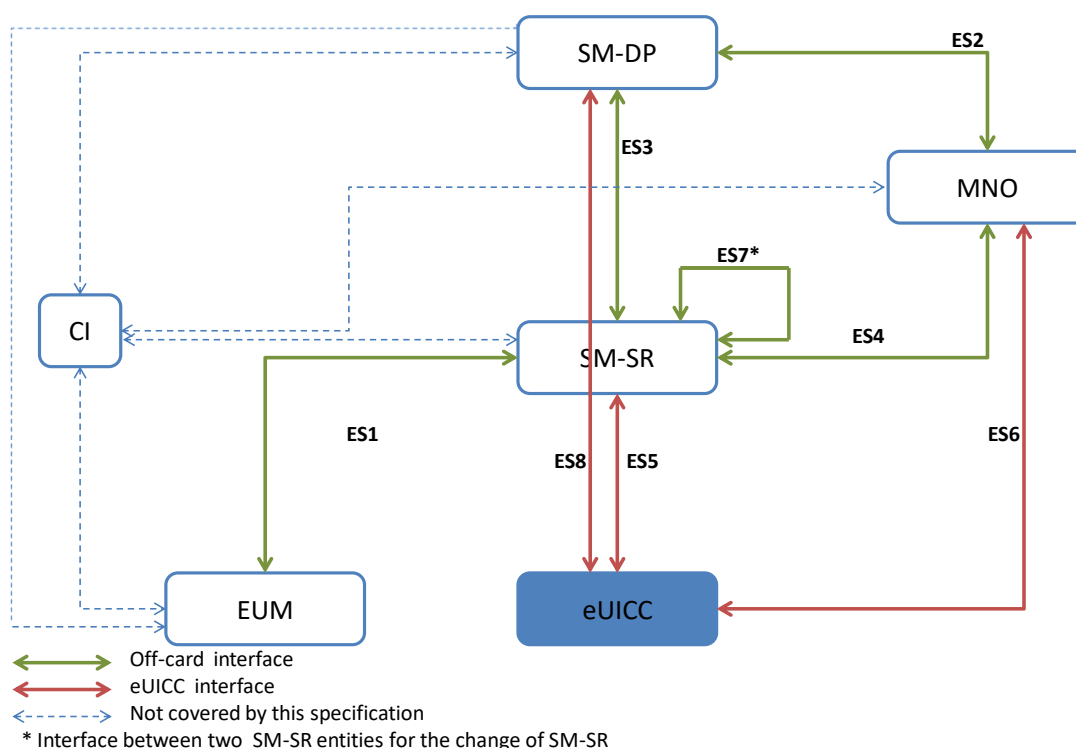 SM-DP
ES2
ES3
MNO
ES7*
CI
SM-SR
ES4
ES1
ES8
ES5
ES6
EUM
eUICC
Off-card interface
eUICC interface
Not covered by this specification
* Interface between two SM-SR entities for the change of SM-SR